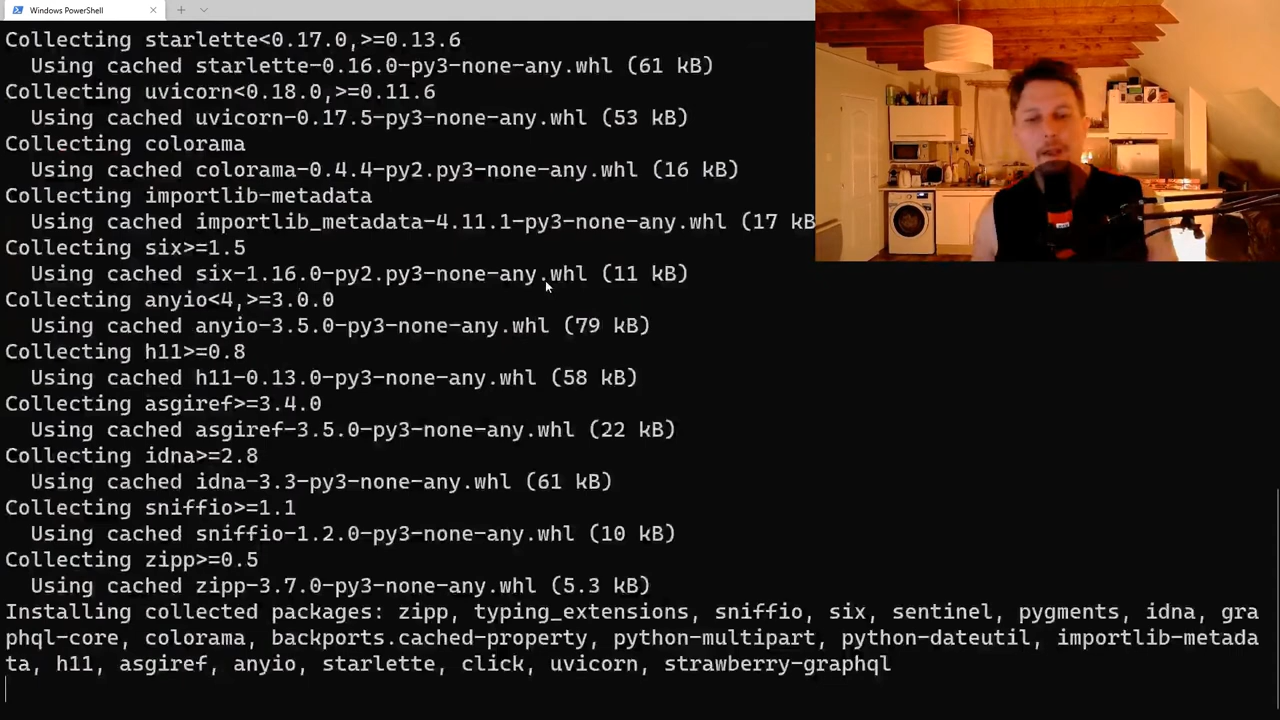 Windows PowerShell
Collecting starlette<0.17.0,>=0.13.6
Using cached starlette-0.16.0-py3-none-any.whl (61 kB)
Collecting uvicorn<0.18.0,>=0.11.6
Using cached uvicorn-0.17.5-py3-none-any.whl (53 kB)
Collecting colorama
Using cached colorama-0.4.4-py2.py3-none-any.whl (16 kB)
Collecting importlib-metadata
Using cached importlib_metadata-4.11.1-py3-none-any.whl (17 kB
Collecting six>=1.5
Using cached six-1.16.0-py2.py3-none-any.whl (11 kB)
Collecting anyio<4,>=3.0.0
Using cached anyio-3.5.0-py3-none-any.whl (79 kB)
Collecting h11>=0.8
Using cached h11-0.13.0-py3-none-any.whl (58 kB)
Collecting asgiref>=3.4.0
Using cached asgiref-3.5.0-py3-none-any.whl (22 kB)
Collecting idna>=2.8
Using cached idna-3.3-py3-none-any.whl (61 kB)
Collecting sniffio>=1.1
Using cached sniffio-1.2.0-py3-none-any.whl (10 kB)
Collecting zipp>=0.5
Using cached zipp-3.7.0-py3-none-any.whl (5.3 kB)
Installing collected packages: zipp, typing_extensions, sniffio, six, sentinel, pygments, idna, gra
phql-core, colorama, backports.cached-property, python-multipart, python-dateutil, importlib-metada
ta, h11, asgiref, anyio, starlette, click, uvicorn, strawberry-graphql